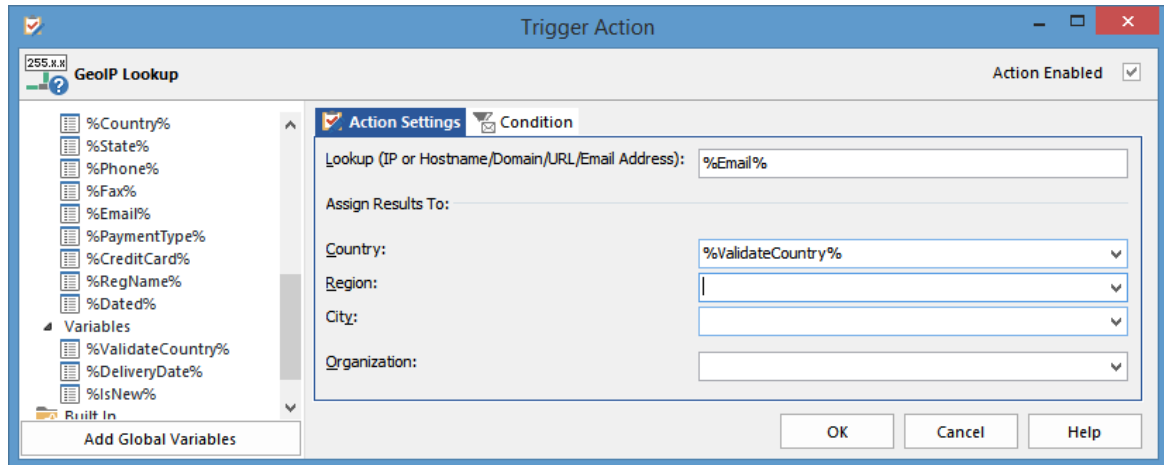 Trigger Action
255.x.x
GeoIP Lookup
Action Enabled
%Country%
%State%
%Phone%
%Fax%
%Email%
%PaymentType%
%CreditCard%
%RegName%
%Dated%
Variables
%ValidateCountry%
%DeliveryDate%
%IsNew%
Built In
Add Global Variables
Action Settings Condition
Lookup (IP or Hostname/Domain/URL/Email Address): %Email%
Assign Results To:
Country: %ValidateCountry%
Region:
City:
Organization:
OK Cancel Help